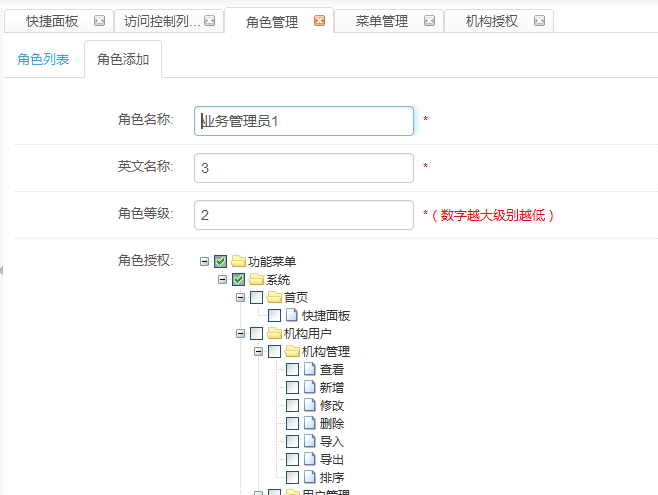 快捷面板 访问控制列... 角色管理 菜单管理 机构授权
角色列表 角色添加
角色名称: 业务管理员1 *
英文名称: 3 *
角色等级: 2 * ( 数字越大级别越低 )
角色授权: 功能菜单
系统
首页
快捷面板
机构用户
机构管理
查看
新增
修改
删除
导入
导出
排序
用户管理